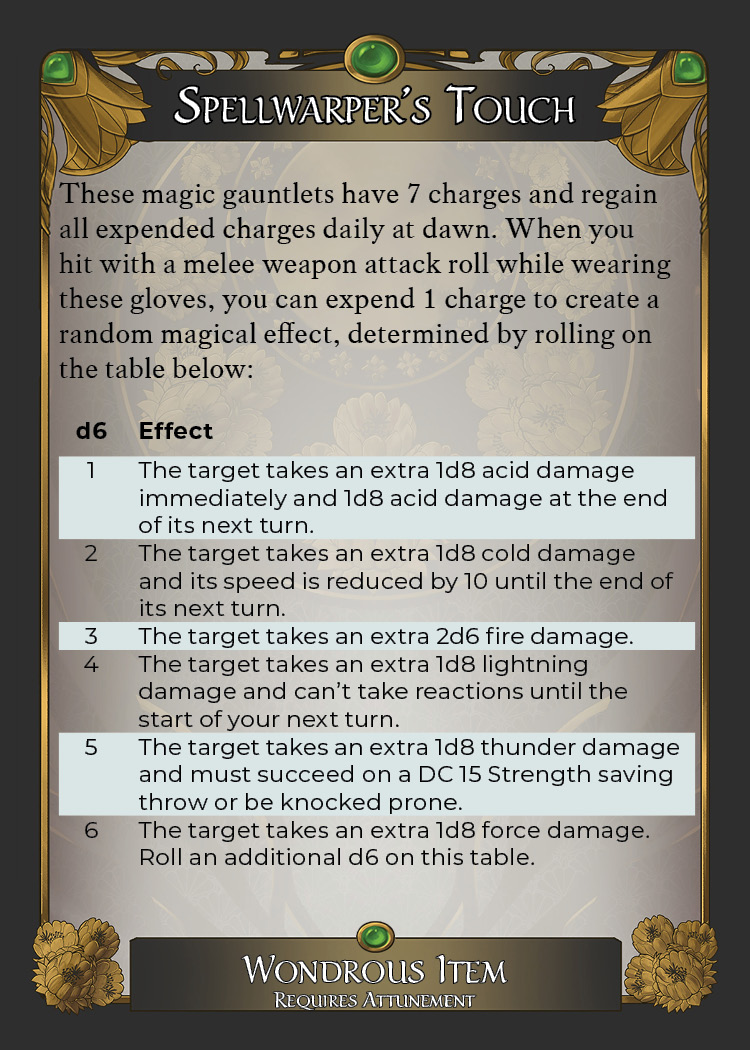 Spellwarper's Touch
These magic gauntlets have 7 charges and regain
all expended charges daily at dawn. When you
hit with a melee weapon attack roll while wearing
these gloves, you can expend 1 charge to create a
random magical effect, determined by rolling on
the table below:
d6 Effect
1 The target takes an extra 1d8 acid damage
immediately and 1d8 acid damage at the end
of its next turn.
2 The target takes an extra 1d8 cold damage
and its speed is reduced by 10 until the end of
its next turn.
3 The target takes an extra 2d6 fire damage.
4 The target takes an extra 1d8 lightning
damage and can't take reactions until the
start of your next turn.
5 The target takes an extra 1d8 thunder damage
and must succeed on a DC 15 Strength saving
throw or be knocked prone.
6 The target takes an extra 1d8 force damage.
Roll an additional d6 on this table.
Wondrous Item
Requires Attunement